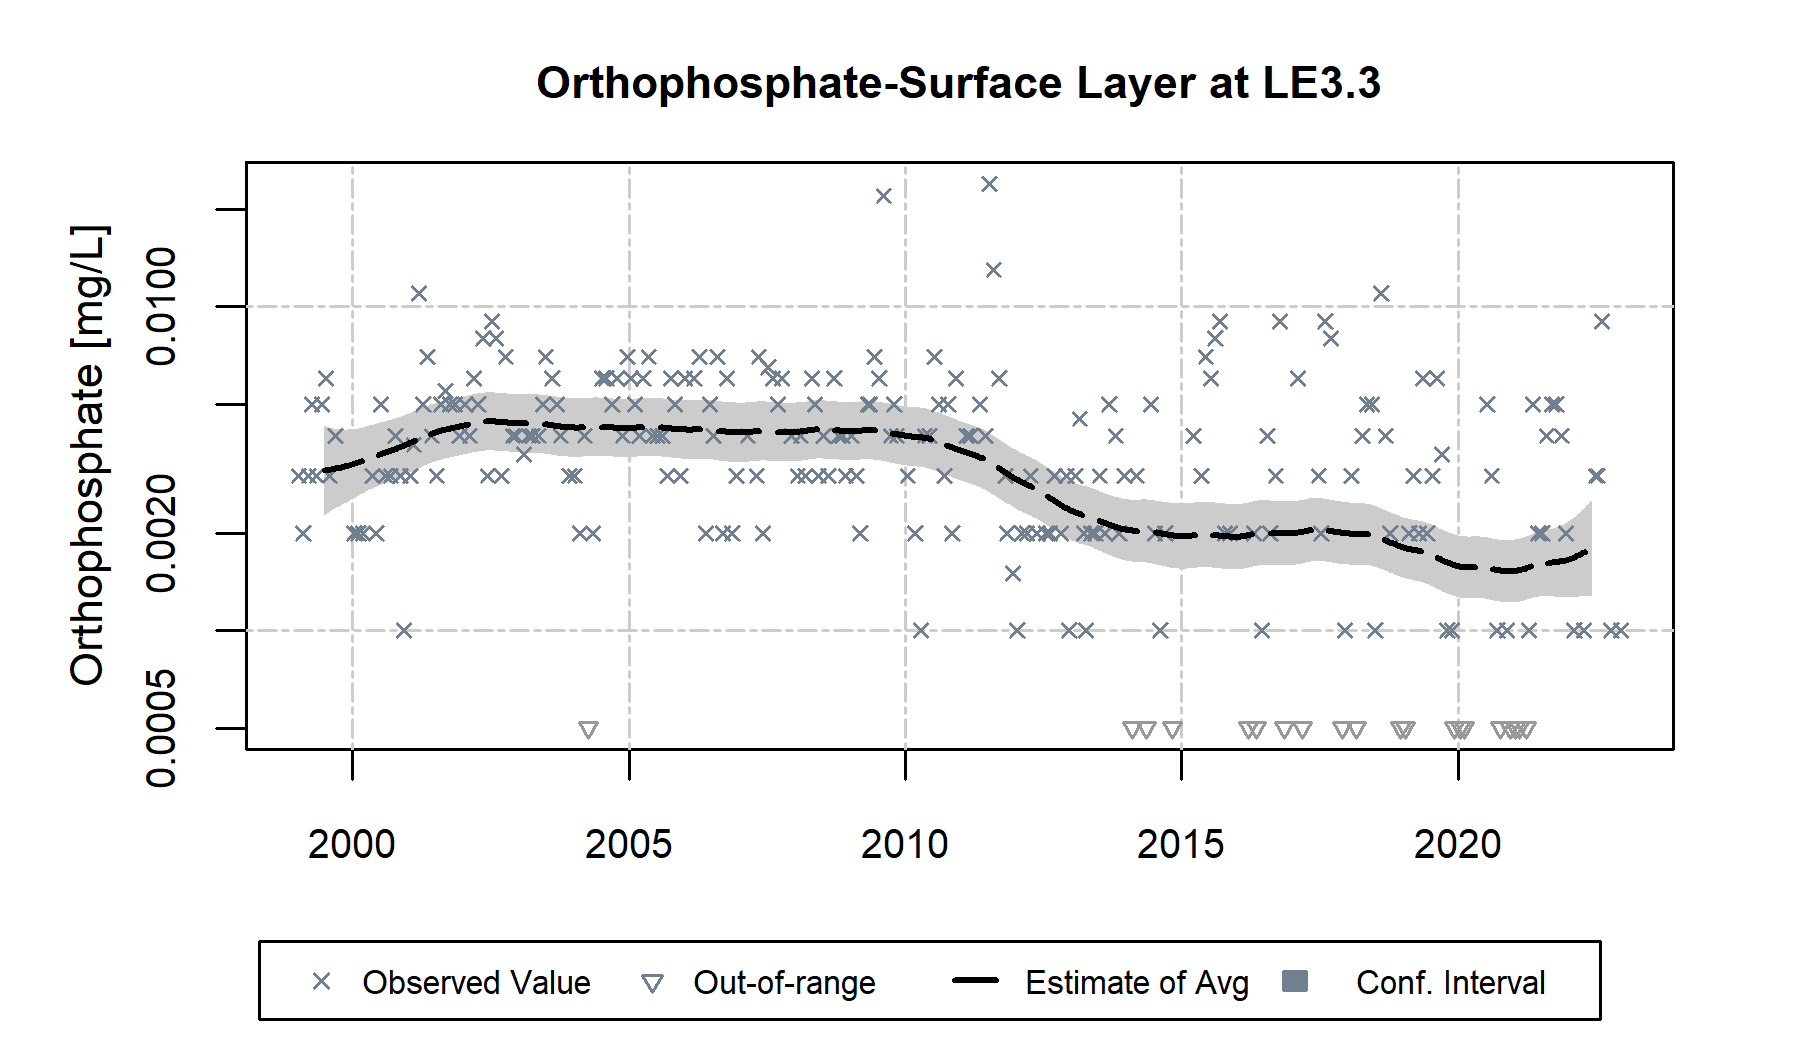 Orthophosphate-Surface Layer at LE3.3
Orthophosphate [mg/L]
0.0100
0.0020
0.0005
2000 2005 2010 2015 2020
Observed Value Out-of-range Estimate of Avg Conf. Interval